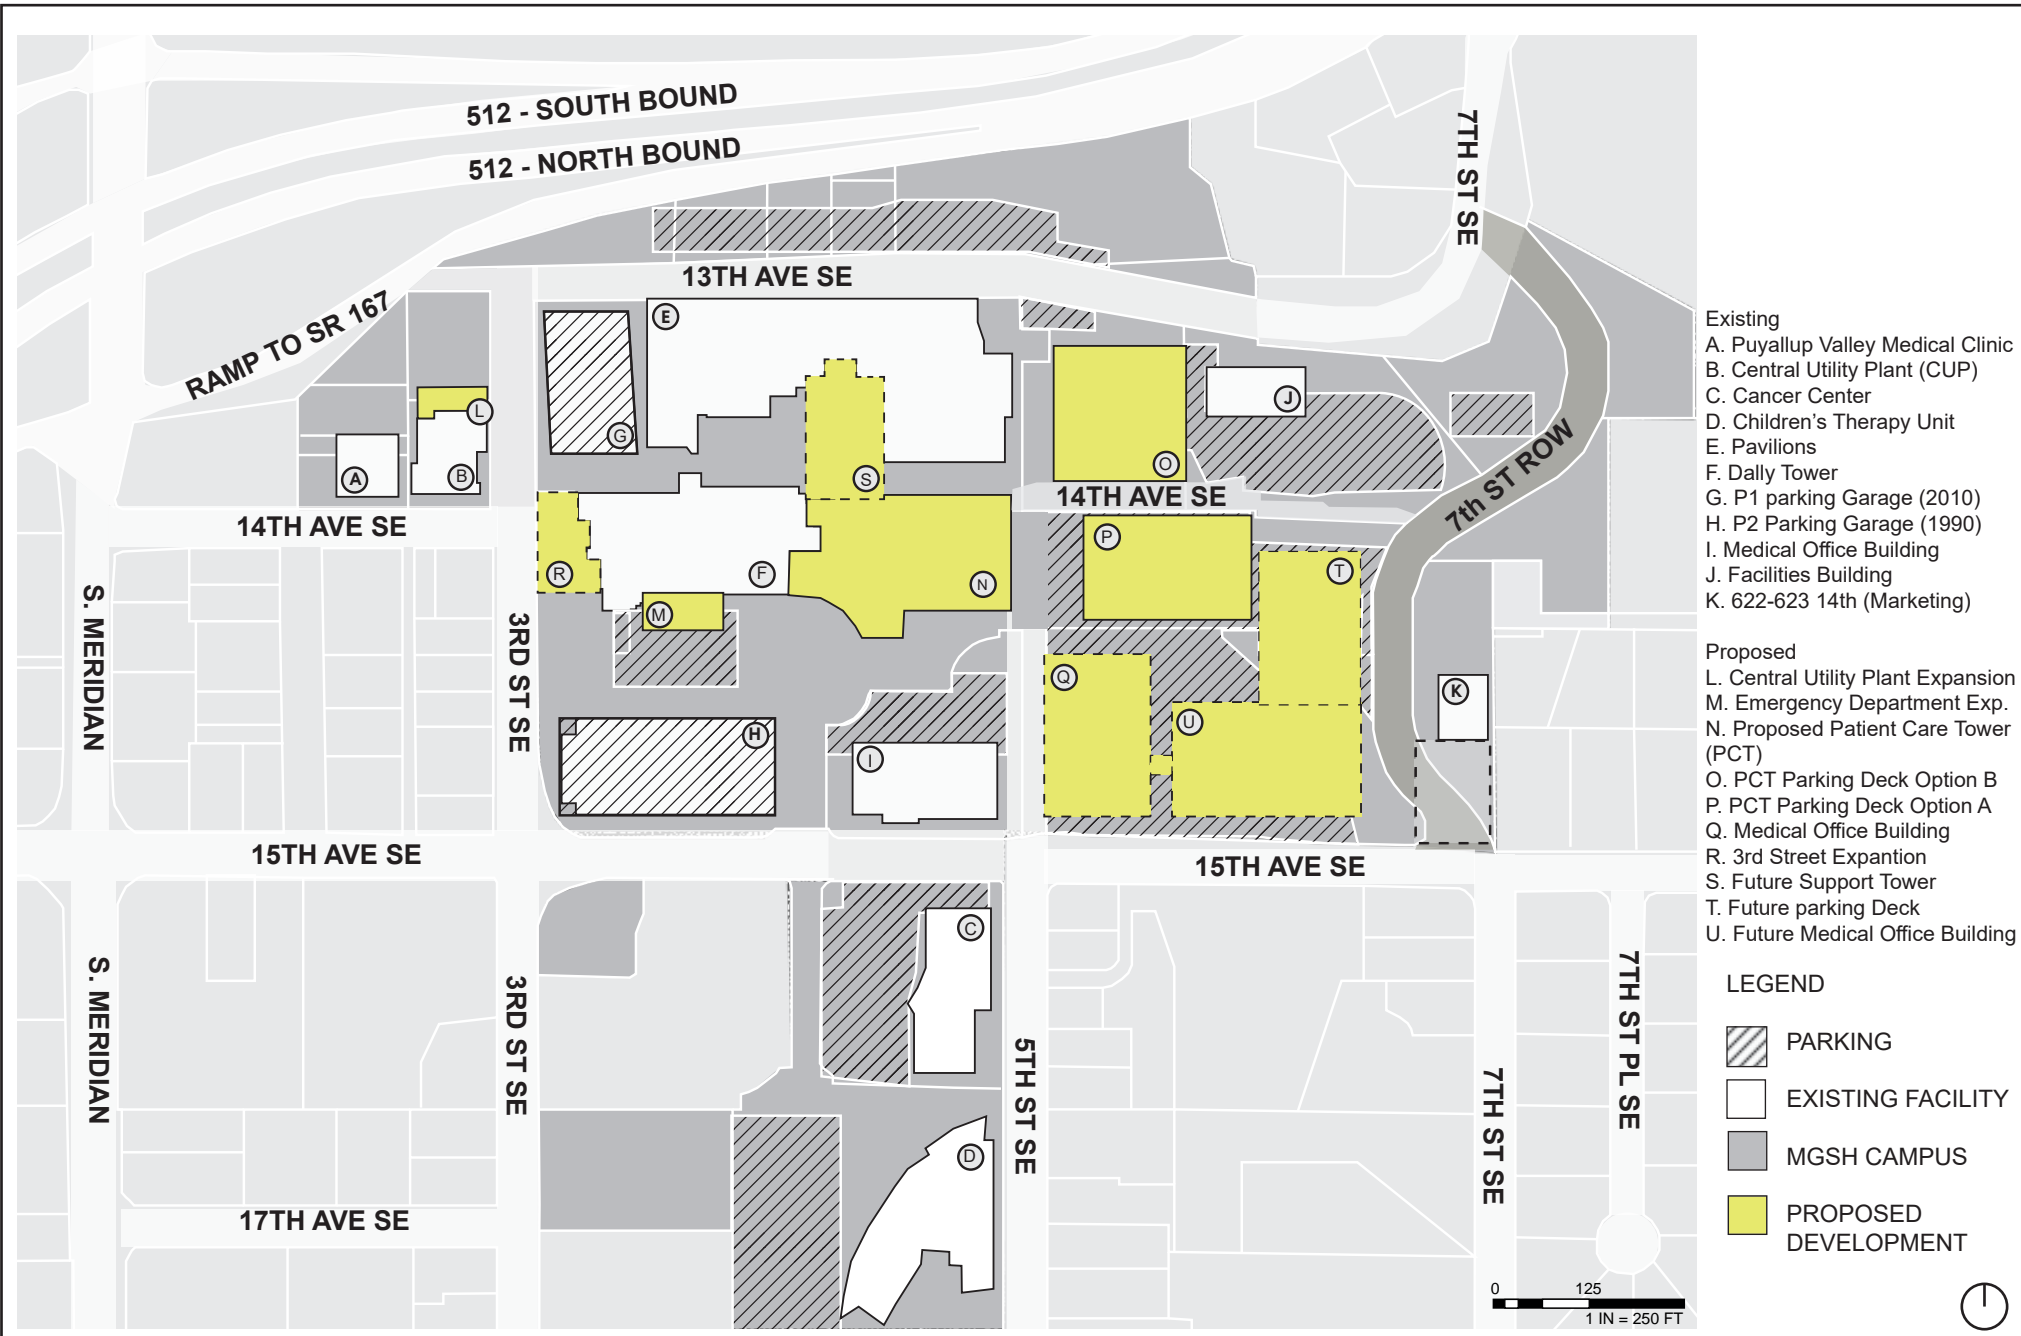 512 - SOUTH BOUND
512 - NORTH BOUND
7TH ST SE
13TH AVE SE
RAMP TO SR 167
E
G
L
A
B
J
O
S
14TH AVE SE
14TH AVE SE
7th ST ROW
P
R
F
N
T
M
S. MERIDIAN
3RD ST SE
Q
K
U
H
I
15TH AVE SE
15TH AVE SE
C
S. MERIDIAN
3RD ST SE
5TH ST SE
7TH ST SE
7TH ST PL SE
D
17TH AVE SE
Existing
A. Puyallup Valley Medical Clinic
B. Central Utility Plant (CUP)
C. Cancer Center
D. Children's Therapy Unit
E. Pavilions
F. Dally Tower
G. P1 parking Garage (2010)
H. P2 Parking Garage (1990)
I. Medical Office Building
J. Facilities Building
K. 622-623 14th (Marketing)
Proposed
L. Central Utility Plant Expansion
M. Emergency Department Exp.
N. Proposed Patient Care Tower
(PCT)
O. PCT Parking Deck Option B
P. PCT Parking Deck Option A
Q. Medical Office Building
R. 3rd Street Expantion
S. Future Support Tower
T. Future parking Deck
U. Future Medical Office Building
LEGEND
PARKING
EXISTING FACILITY
MGSH CAMPUS
PROPOSED
DEVELOPMENT
0 125
1 IN = 250 FT